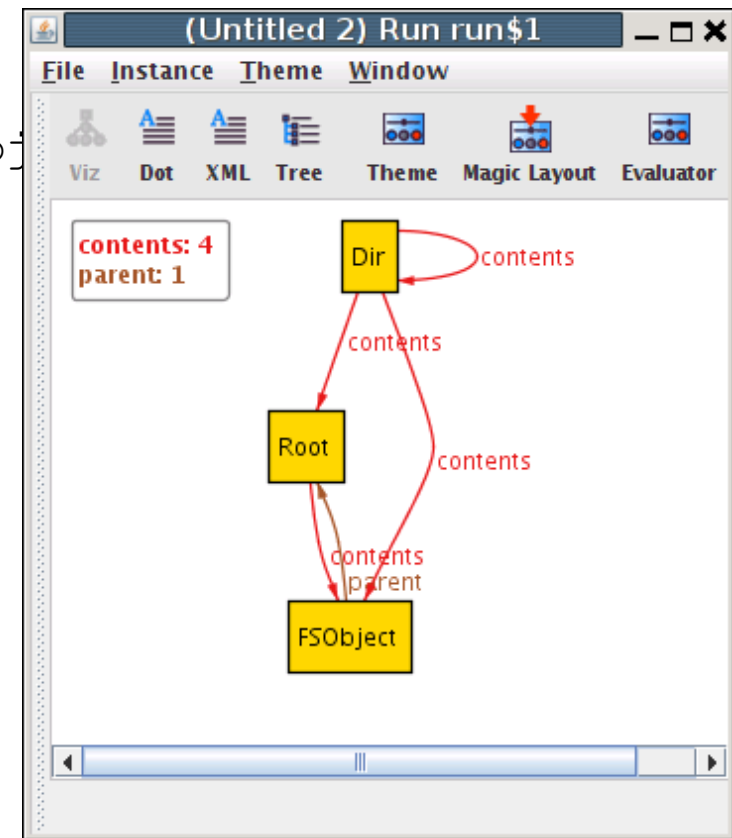 (Untitled 2) Run run$1
File Instance Theme Window
Viz Dot XML Tree Theme Magic Layout Evaluator
contents: 4
parent: 1
Dir
contents
contents
Root
contents
contents
parent
FSObject